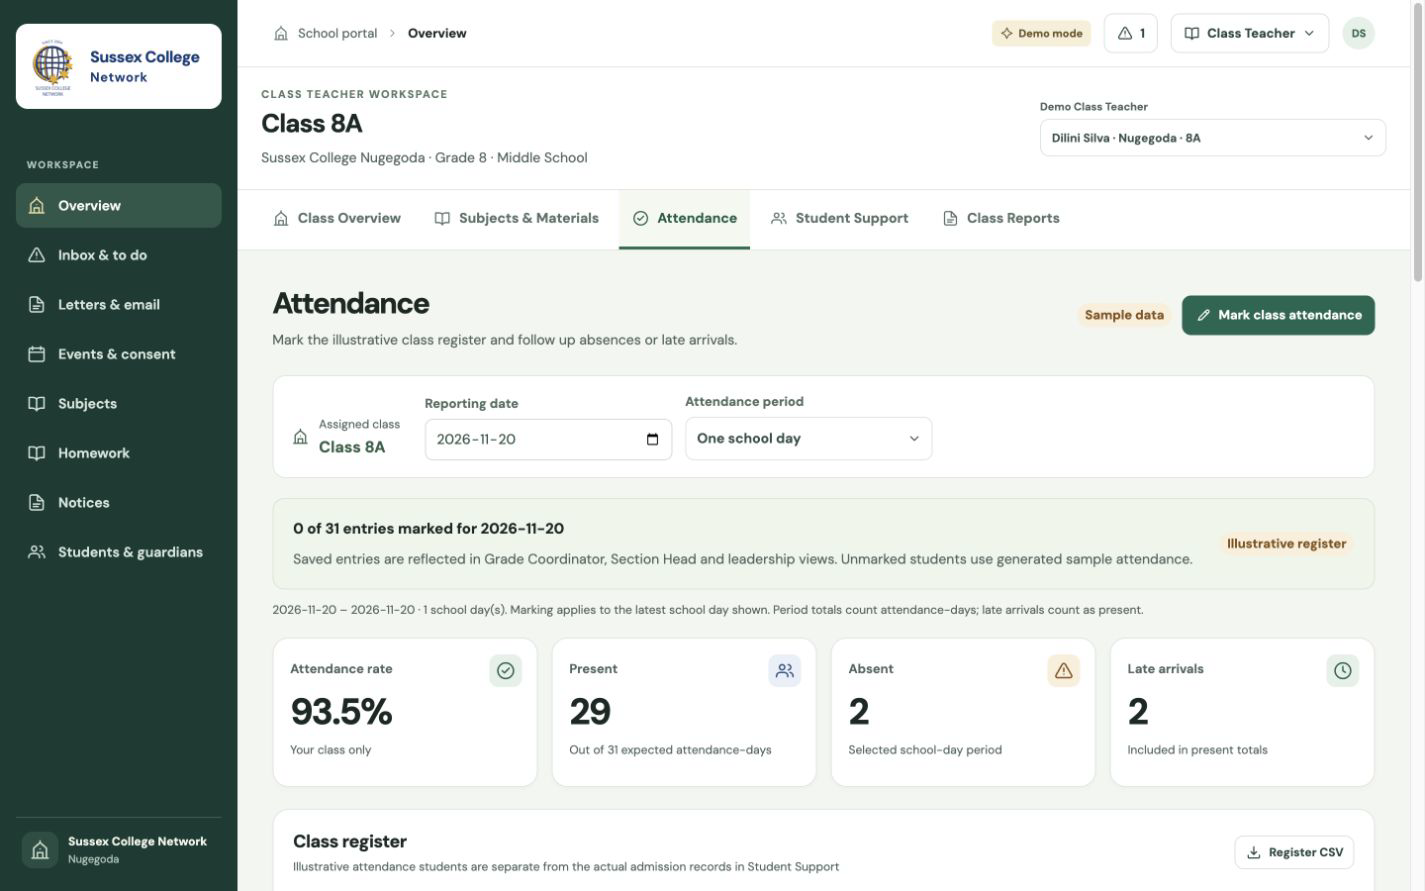 Sussex College
Network
SUSSEX COLLEGE
NETWORK
WORKSPACE
Overview
Inbox & to do
Letters & email
Events & consent
Subjects
Homework
Notices
Students & guardians
Sussex College Network
Nugegoda
School portal > Overview
Demo mode
1
Class Teacher
DS
CLASS TEACHER WORKSPACE
Class 8A
Sussex College Nugegoda · Grade 8 · Middle School
Demo Class Teacher
Dilini Silva · Nugegoda · 8A
Class Overview
Subjects & Materials
Attendance
Student Support
Class Reports
Attendance
Mark the illustrative class register and follow up absences or late arrivals.
Sample data
Mark class attendance
Assigned class
Class 8A
Reporting date
2026-11-20
Attendance period
One school day
0 of 31 entries marked for 2026-11-20
Saved entries are reflected in Grade Coordinator, Section Head and leadership views. Unmarked students use generated sample attendance.
Illustrative register
2026-11-20 – 2026-11-20 · 1 school day(s). Marking applies to the latest school day shown. Period totals count attendance-days; late arrivals count as present.
Attendance rate
93.5%
Your class only
Present
29
Out of 31 expected attendance-days
Absent
2
Selected school-day period
Late arrivals
2
Included in present totals
Class register
Illustrative attendance students are separate from the actual admission records in Student Support
Register CSV